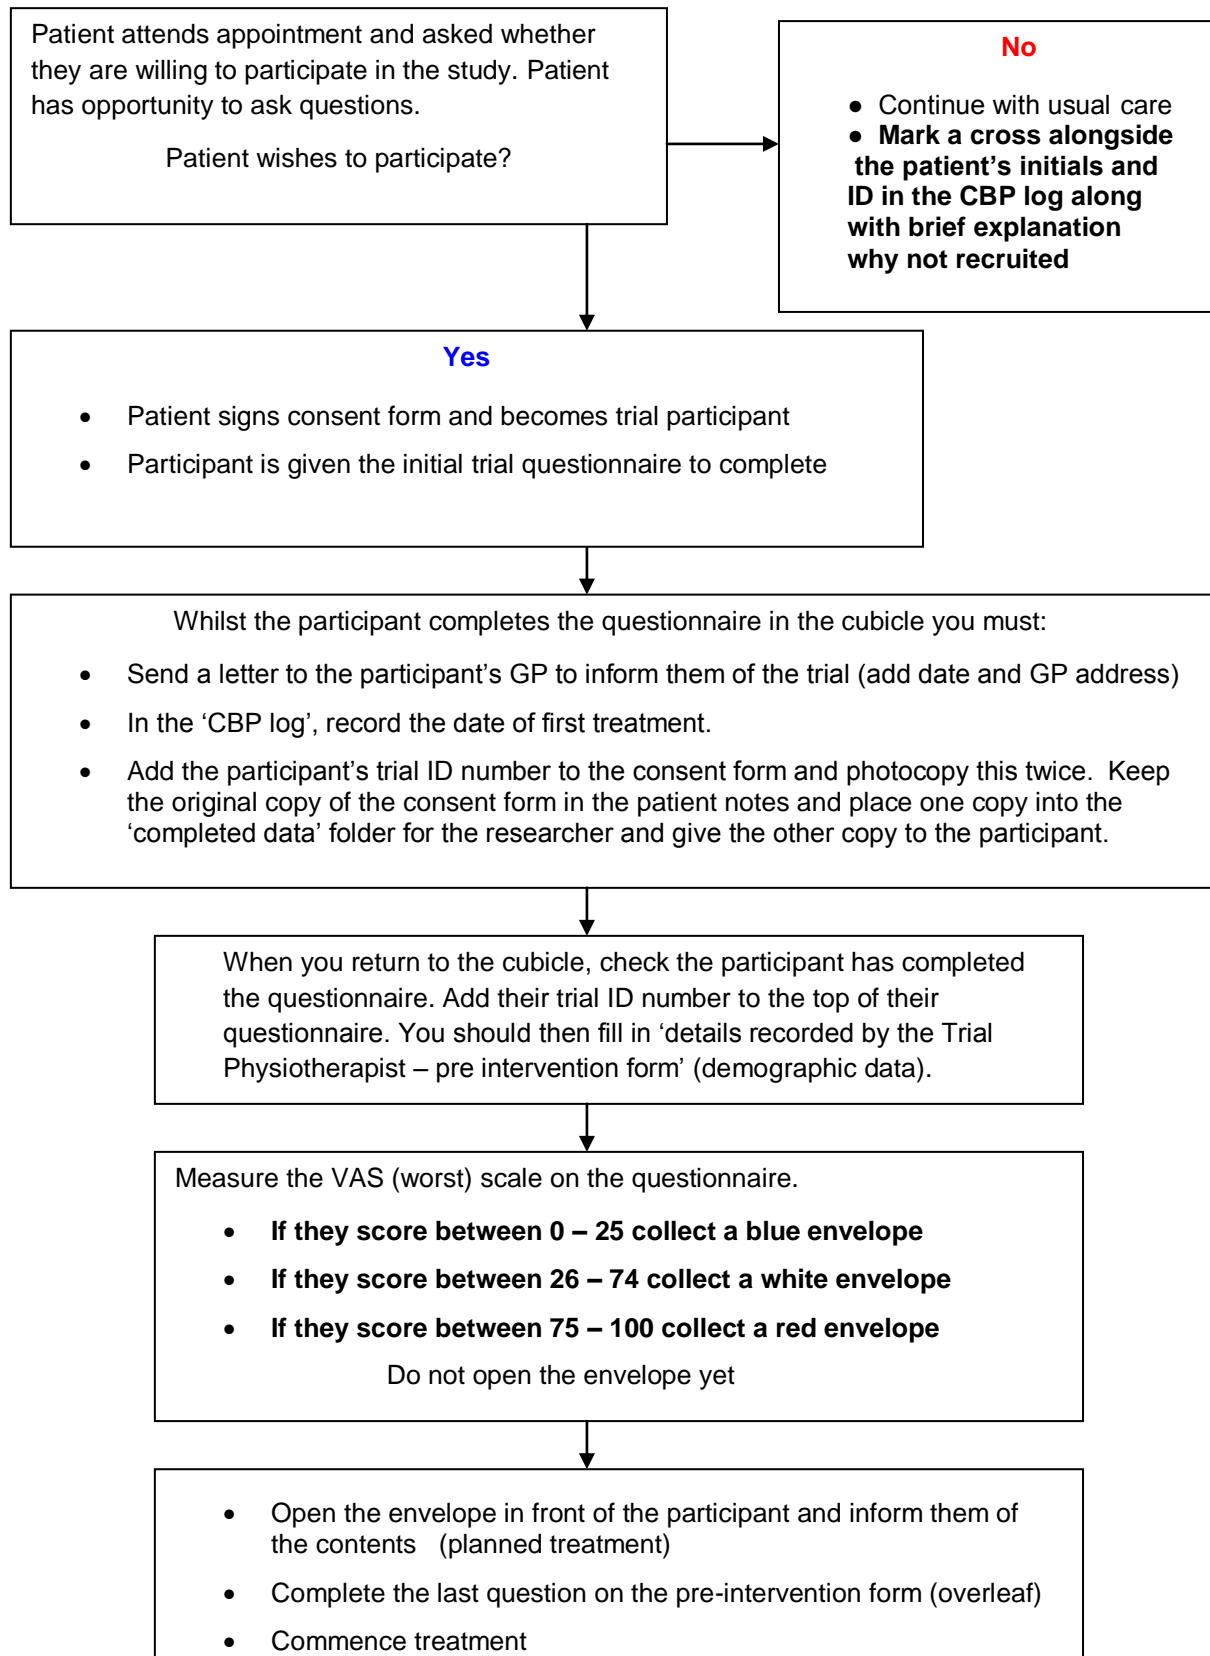 Patient attends appointment and asked whether
they are willing to participate in the study. Patient
has opportunity to ask questions.
Patient wishes to participate?
No
● Continue with usual care
● Mark a cross alongside
the patient’s initials and
ID in the CBP log along
with brief explanation
why not recruited
Yes
• Patient signs consent form and becomes trial participant
• Participant is given the initial trial questionnaire to complete
Whilst the participant completes the questionnaire in the cubicle you must:
• Send a letter to the participant’s GP to inform them of the trial (add date and GP address)
• In the ‘CBP log’, record the date of first treatment.
• Add the participant’s trial ID number to the consent form and photocopy this twice. Keep
the original copy of the consent form in the patient notes and place one copy into the
‘completed data’ folder for the researcher and give the other copy to the participant.
When you return to the cubicle, check the participant has completed
the questionnaire. Add their trial ID number to the top of their
questionnaire. You should then fill in ‘details recorded by the Trial
Physiotherapist – pre intervention form’ (demographic data).
Measure the VAS (worst) scale on the questionnaire.
• If they score between 0 – 25 collect a blue envelope
• If they score between 26 – 74 collect a white envelope
• If they score between 75 – 100 collect a red envelope
Do not open the envelope yet
• Open the envelope in front of the participant and inform them of
the contents (planned treatment)
• Complete the last question on the pre-intervention form (overleaf)
• Commence treatment